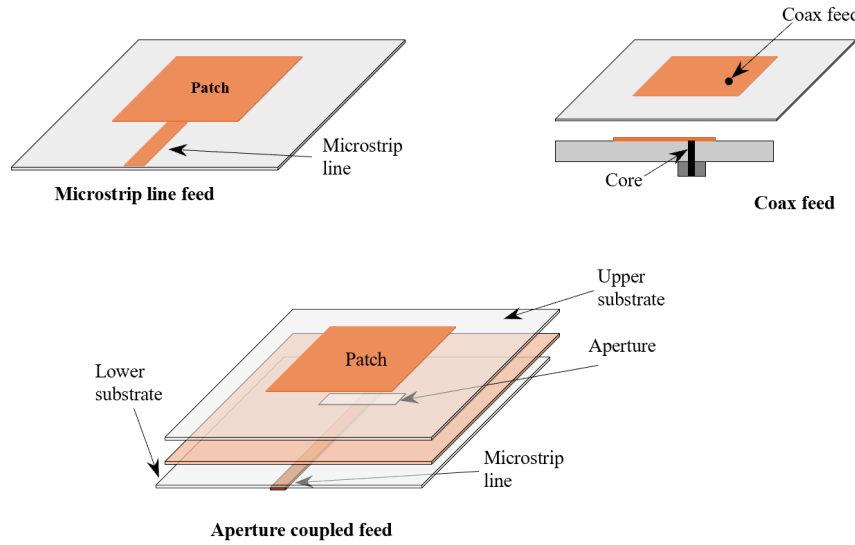 Patch
Microstrip
line
Microstrip line feed
Coax feed
Core
Coax feed
Upper
substrate
Patch
Aperture
Lower
substrate
Microstrip
line
Aperture coupled feed